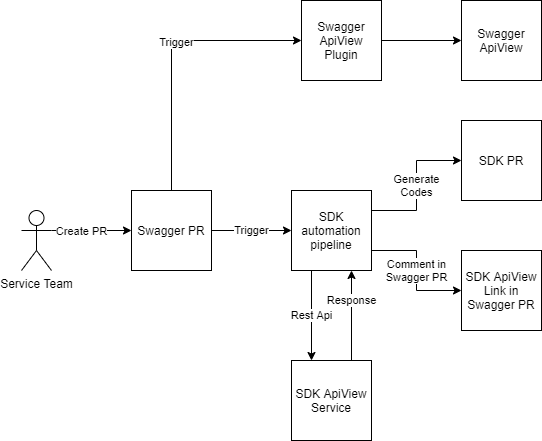 Swagger
ApiView
Plugin
Swagger
ApiView
Trigger
SDK PR
Generate
Codes
Swagger PR
SDK
automation
pipeline
Create PR
Trigger
Service Team
Comment in
Swagger PR
SDK ApiView
Link in
Swagger PR
Response
Rest Api
SDK ApiView
Service